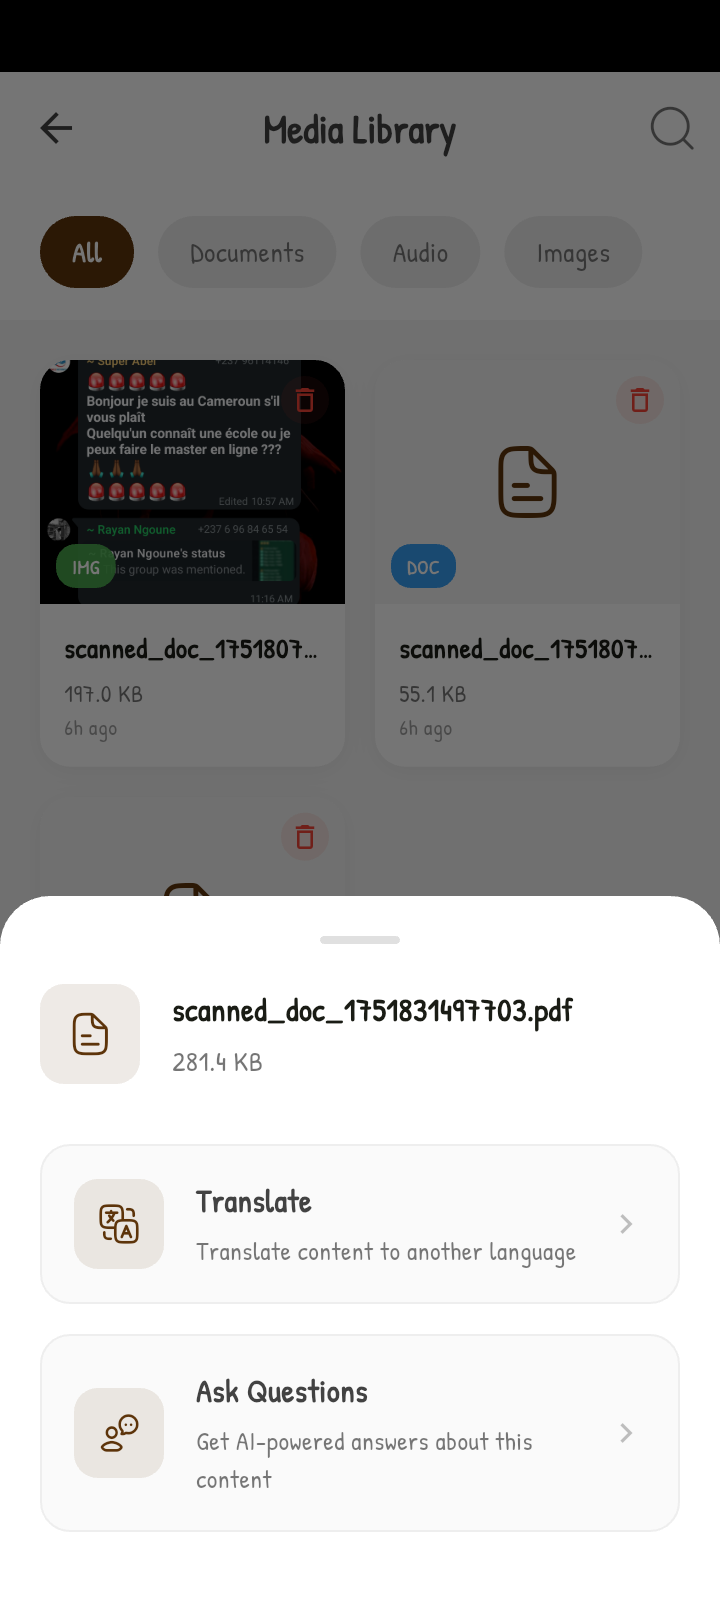 Media Library
All
Documents
Audio
Images
~ Super Abel +237 96114146
Bonjour je suis au Cameroun s'il
vous plaît
Quelqu'un connaît une école ou je
peux faire le master en ligne ???
Edited 10:57 AM
~ Rayan Ngoune +237 6 96 84 65 54
Rayan Ngoune's status
this group was mentioned.
11:16 AM
IMG
DOC
scanned_doc_1751807...
197.0 KB
6h ago
scanned_doc_1751807...
55.1 KB
6h ago
scanned_doc_1751831497703.pdf
281.4 KB
Translate
Translate content to another language
Ask Questions
Get AI-powered answers about this
content